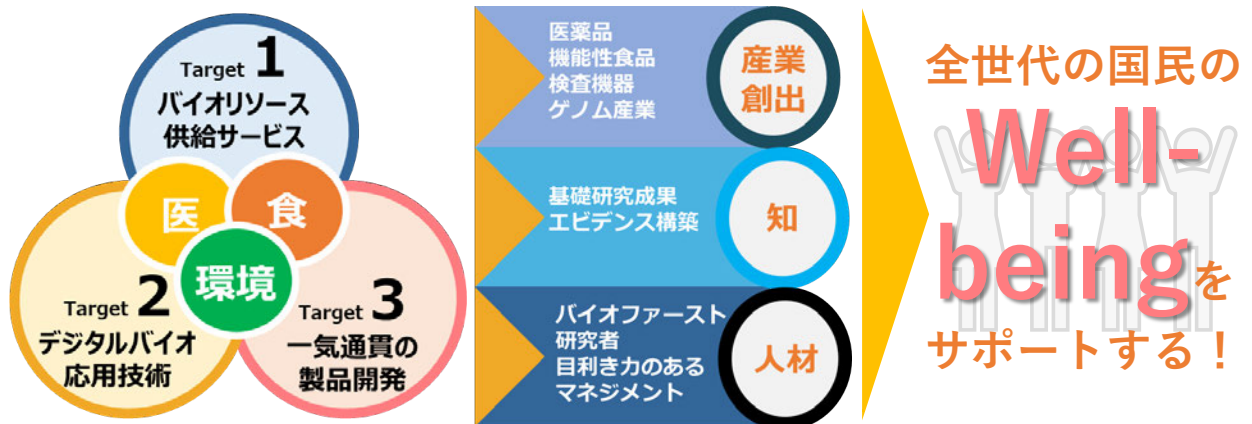 Target 1
バイオリソース
供給サービス
医
食
環境
Target 2
デジタルバイオ
応用技術
Target 3
一気通貫の
製品開発
医薬品
機能性食品
検査機器
ゲノム産業
産業
創出
基礎研究成果
エビデンス構築
知
バイオファースト
研究者
目利き力のある
マネジメント
人材
全世代の国民の
Well-
beingを
サポートする！